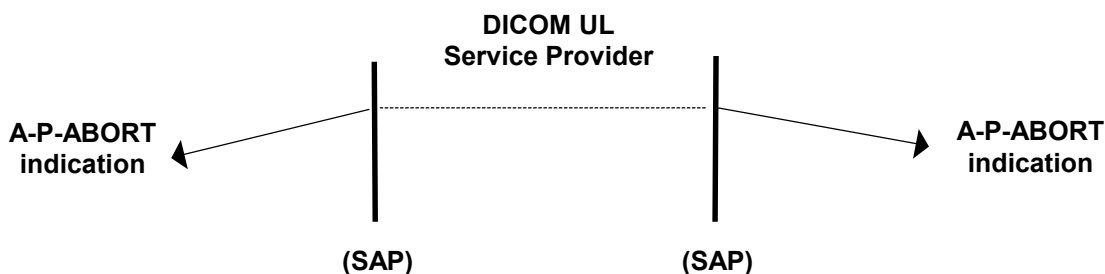 DICOM UL
Service Provider
A-P-ABORT
indication
A-P-ABORT
indication
(SAP)
(SAP)